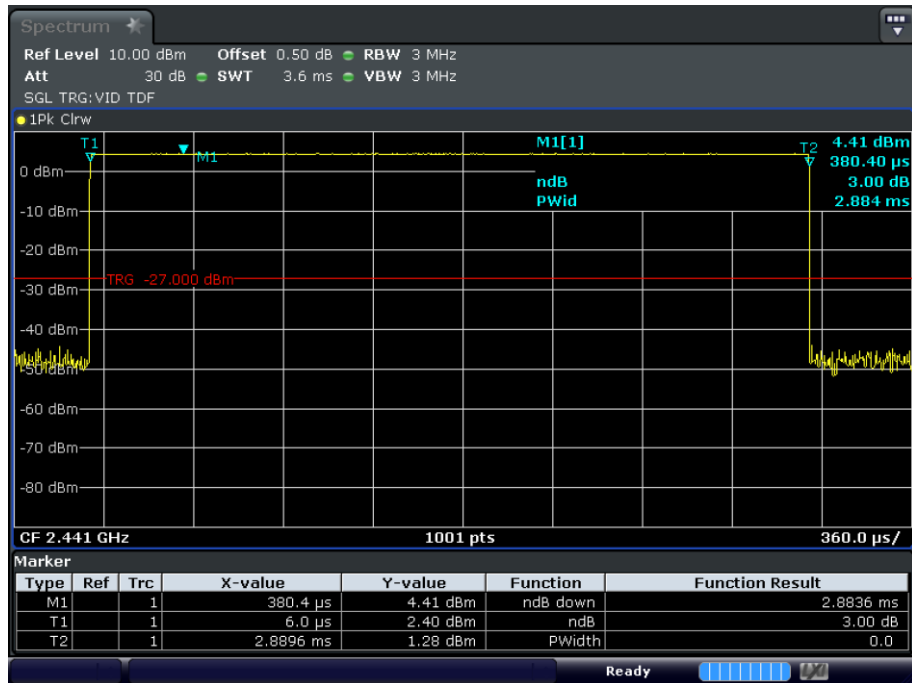 Spectrum
Ref Level 10.00 dBm Offset 0.50 dB RBW 3 MHz
Att 30 dB SWT 3.6 ms VBW 3 MHz
SGL TRG:VID TDF
1Pk Clrw
T1 M1 M1[1] T2 4.41 dBm
380.40 µs
0 dBm
ndB 3.00 dB
-10 dBm PWid 2.884 ms
-20 dBm
TRG -27.000 dBm
-30 dBm
-40 dBm
-50 dBm
-60 dBm
-70 dBm
-80 dBm
CF 2.441 GHz 1001 pts 360.0 µs/
Marker
Type Ref Trc X-value Y-value Function Function Result
M1 1 380.4 µs 4.41 dBm ndB down 2.8836 ms
T1 1 6.0 µs 2.40 dBm ndB 3.00 dB
T2 1 2.8896 ms 1.28 dBm PWidth 0.0
Ready